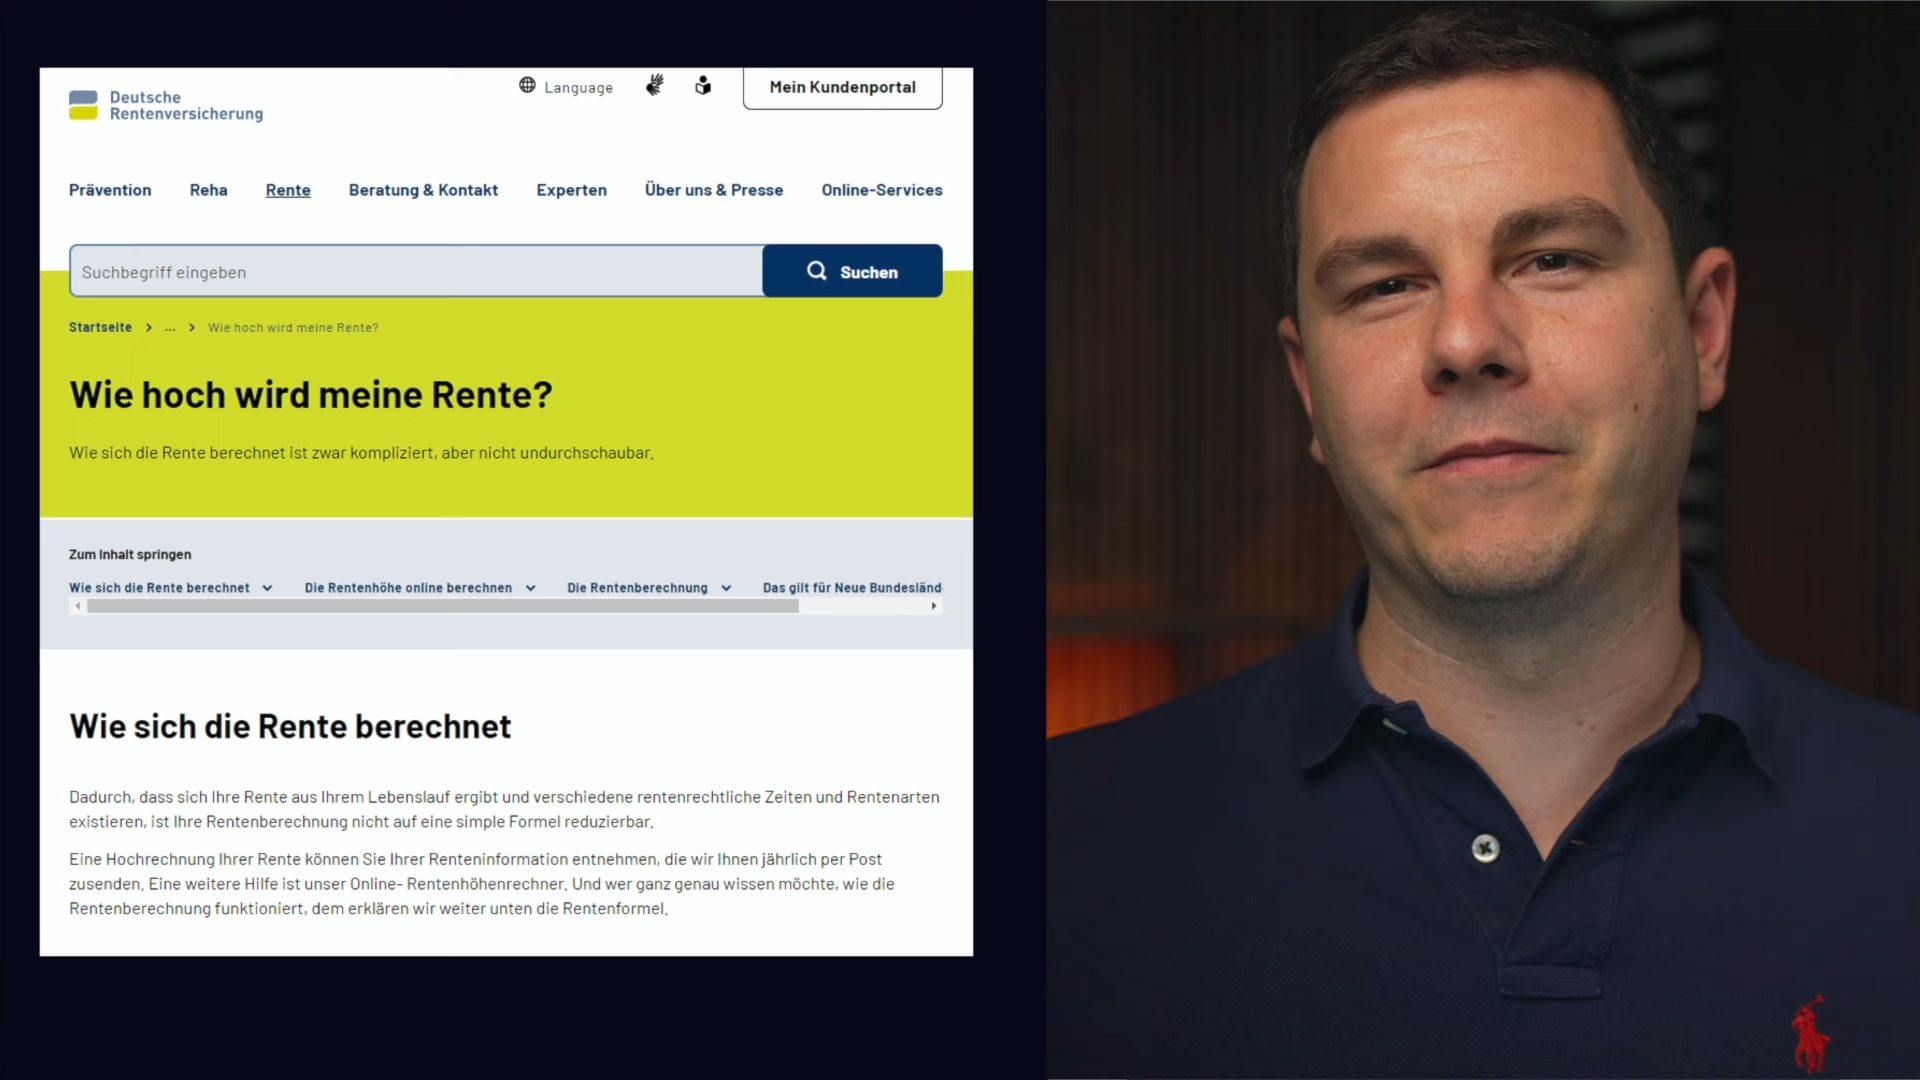 Deutsche
Rentenversicherung
Language
Mein Kundenportal
Prävention
Reha
Rente
Beratung & Kontakt
Experten
Über uns & Presse
Online-Services
Suchbegriff eingeben
Suchen
Startseite > ... > Wie hoch wird meine Rente?
Wie hoch wird meine Rente?
Wie sich die Rente berechnet ist zwar kompliziert, aber nicht undurchschaubar.
Zum Inhalt springen
Wie sich die Rente berechnet
Die Rentenhöhe online berechnen
Die Rentenberechnung
Das gilt für Neue Bundesländ
Wie sich die Rente berechnet
Dadurch, dass sich Ihre Rente aus Ihrem Lebenslauf ergibt und verschiedene rentenrechtliche Zeiten und Rentenarten
existieren, ist Ihre Rentenberechnung nicht auf eine simple Formel reduzierbar.
Eine Hochrechnung Ihrer Rente können Sie Ihrer Renteninformation entnehmen, die wir Ihnen jährlich per Post
zusenden. Eine weitere Hilfe ist unser Online- Rentenhöhenrechner. Und wer ganz genau wissen möchte, wie die
Rentenberechnung funktioniert, dem erklären wir weiter unten die Rentenformel.